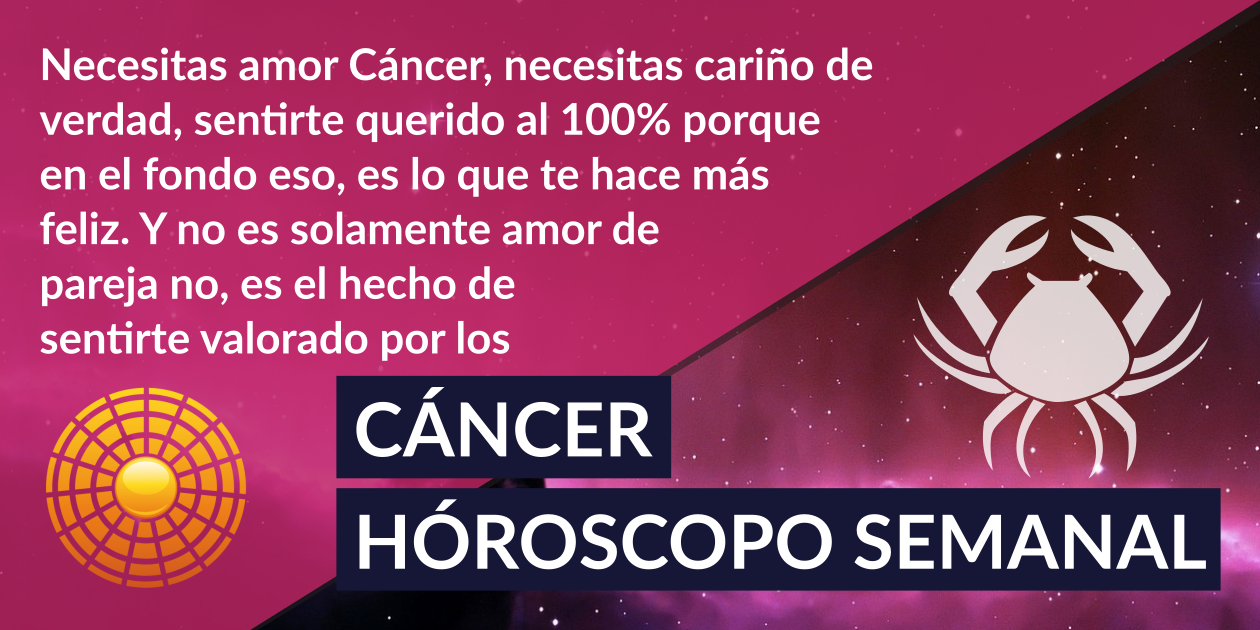 Necesitas amor Cáncer, necesitas cariño de
verdad, sentirte querido al 100% porque
en el fondo eso, es lo que te hace más
feliz. Y no es solamente amor de
pareja no, es el hecho de
sentirte valorado por los
CÁNCER
HÓROSCOPO SEMANAL